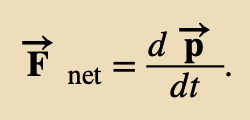 F⃗ net = d p⃗ / dt.